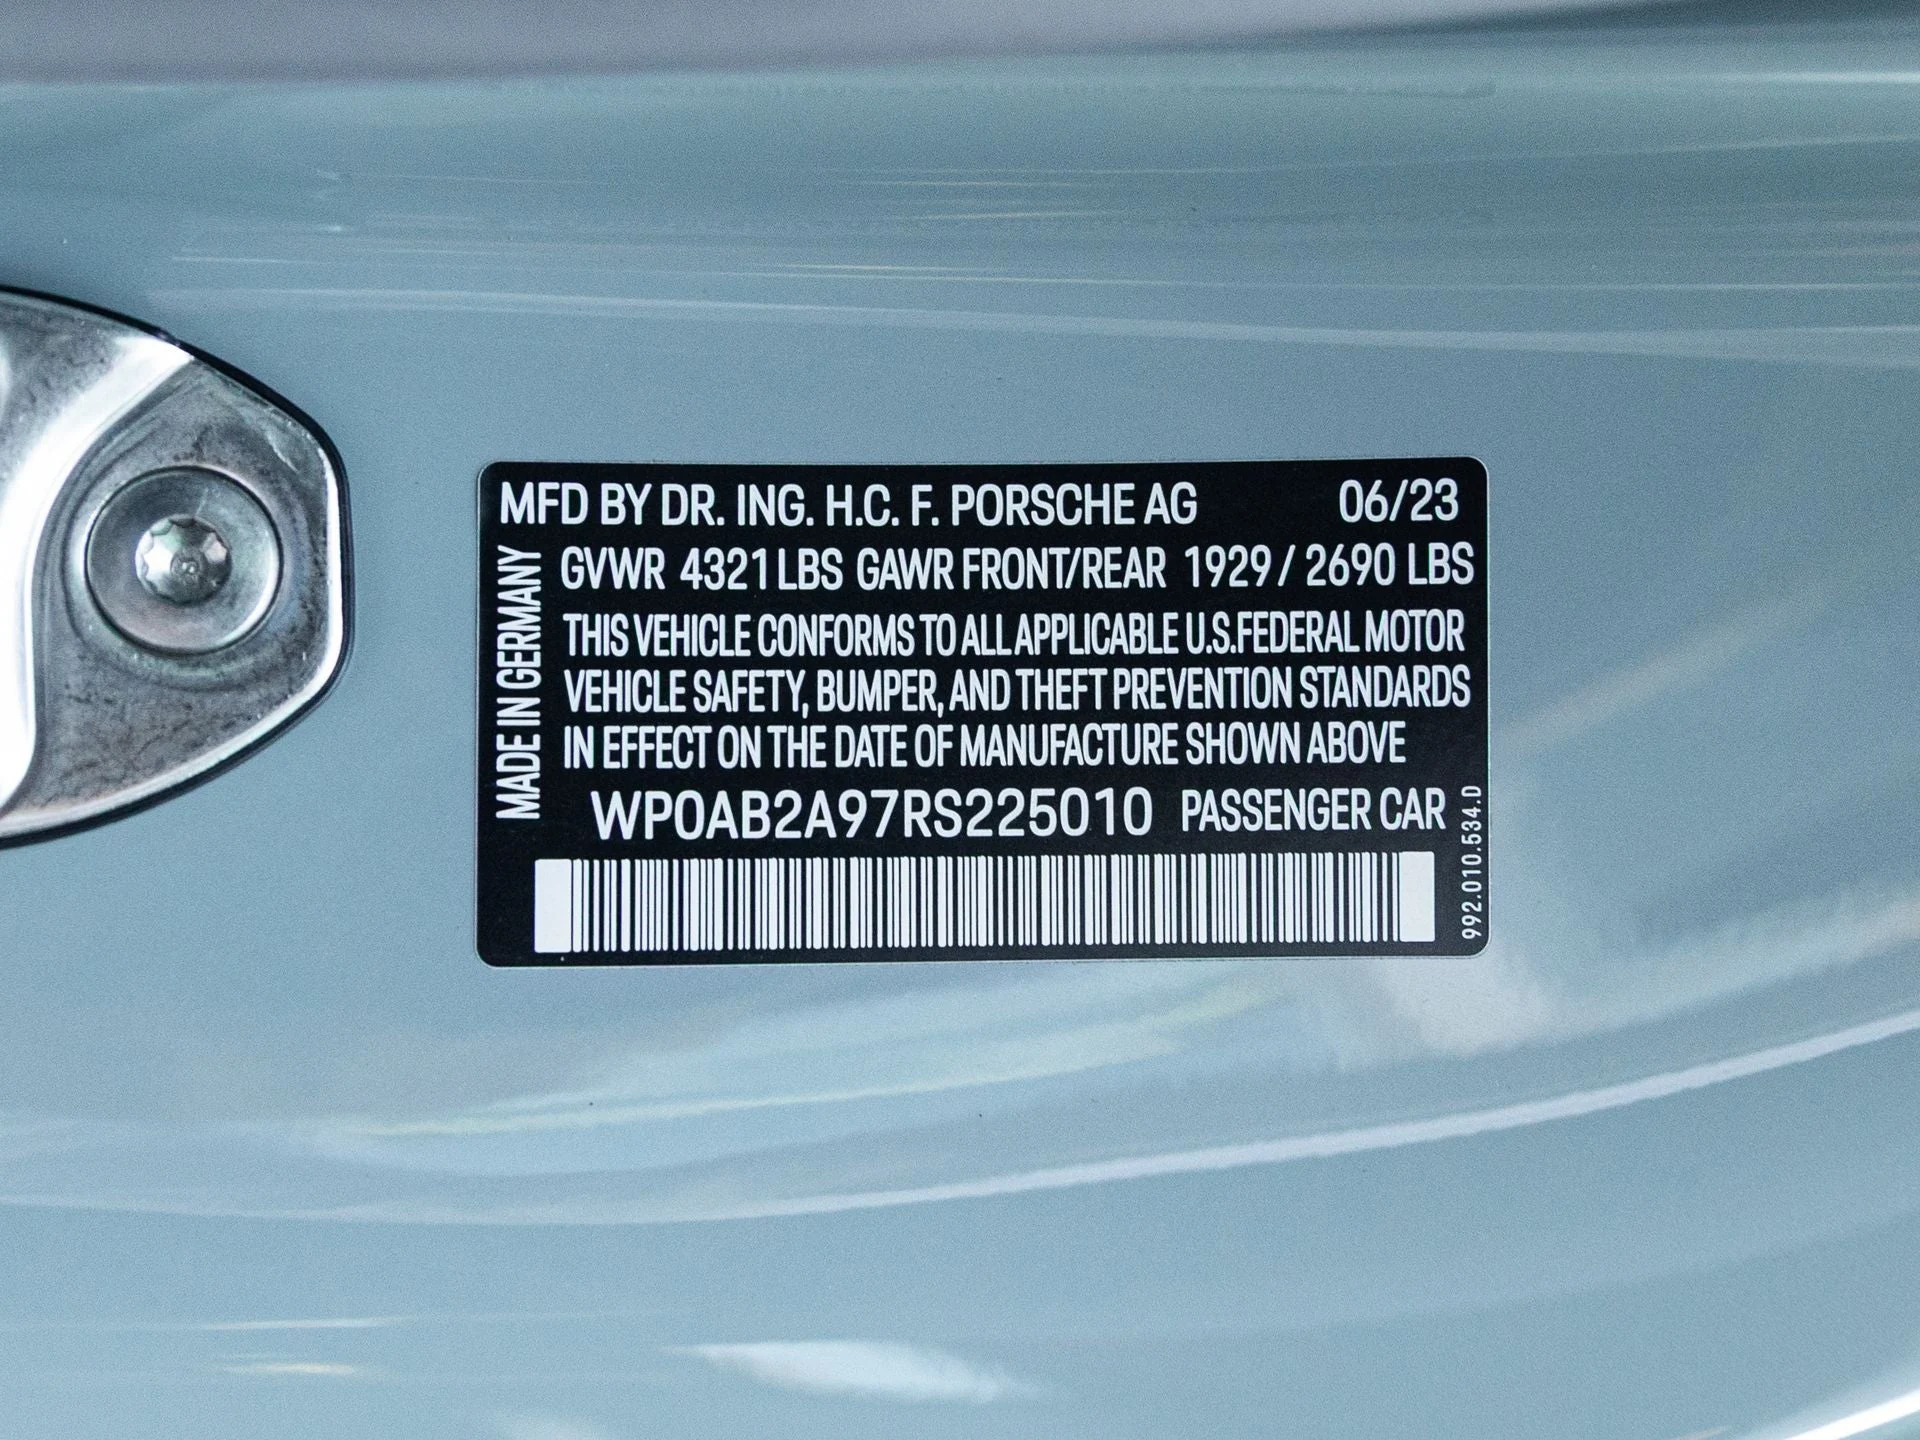 MFD BY DR. ING. H.C. F. PORSCHE AG 06/23
MADE IN GERMANY
GVWR 4321 LBS GAWR FRONT/REAR 1929 / 2690 LBS
THIS VEHICLE CONFORMS TO ALL APPLICABLE U.S.FEDERAL MOTOR
VEHICLE SAFETY, BUMPER, AND THEFT PREVENTION STANDARDS
IN EFFECT ON THE DATE OF MANUFACTURE SHOWN ABOVE
WP0AB2A97RS225010 PASSENGER CAR
992.010.534.D